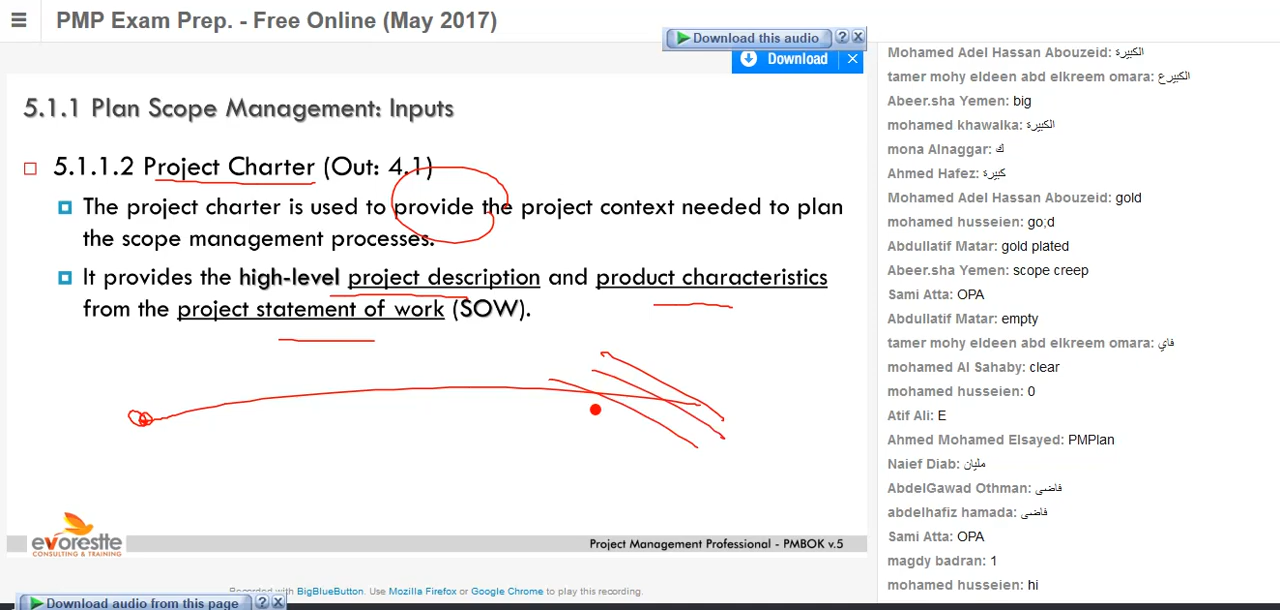 PMP Exam Prep. - Free Online (May 2017)
Download this audio
Download
5.1.1 Plan Scope Management: Inputs
5.1.1.2 Project Charter (Out: 4.1)
The project charter is used to provide the project context needed to plan
the scope management processes.
It provides the high-level project description and product characteristics
from the project statement of work (SOW).
evorestte
CONSULTING & TRAINING
Project Management Professional - PMBOK v.5
Recorded with BigBlueButton. Use Mozilla Firefox or Google Chrome to play this recording.
Download audio from this page
Mohamed Adel Hassan Abouzeid: الكبيرة
tamer mohy eldeen abd elkreem omara: الكبيرع
Abeer.sha Yemen: big
mohamed khawalka: الكبيرة
mona Alnaggar: ك
Ahmed Hafez: كبيرة
Mohamed Adel Hassan Abouzeid: gold
mohamed husseien: go;d
Abdullatif Matar: gold plated
Abeer.sha Yemen: scope creep
Sami Atta: OPA
Abdullatif Matar: empty
tamer mohy eldeen abd elkreem omara: فاي
mohamed Al Sahaby: clear
mohamed husseien: 0
Atif Ali: E
Ahmed Mohamed Elsayed: PMPlan
Naief Diab: مليان
AbdelGawad Othman: فاضى
abdelhafiz hamada: فاضى
Sami Atta: OPA
magdy badran: 1
mohamed husseien: hi